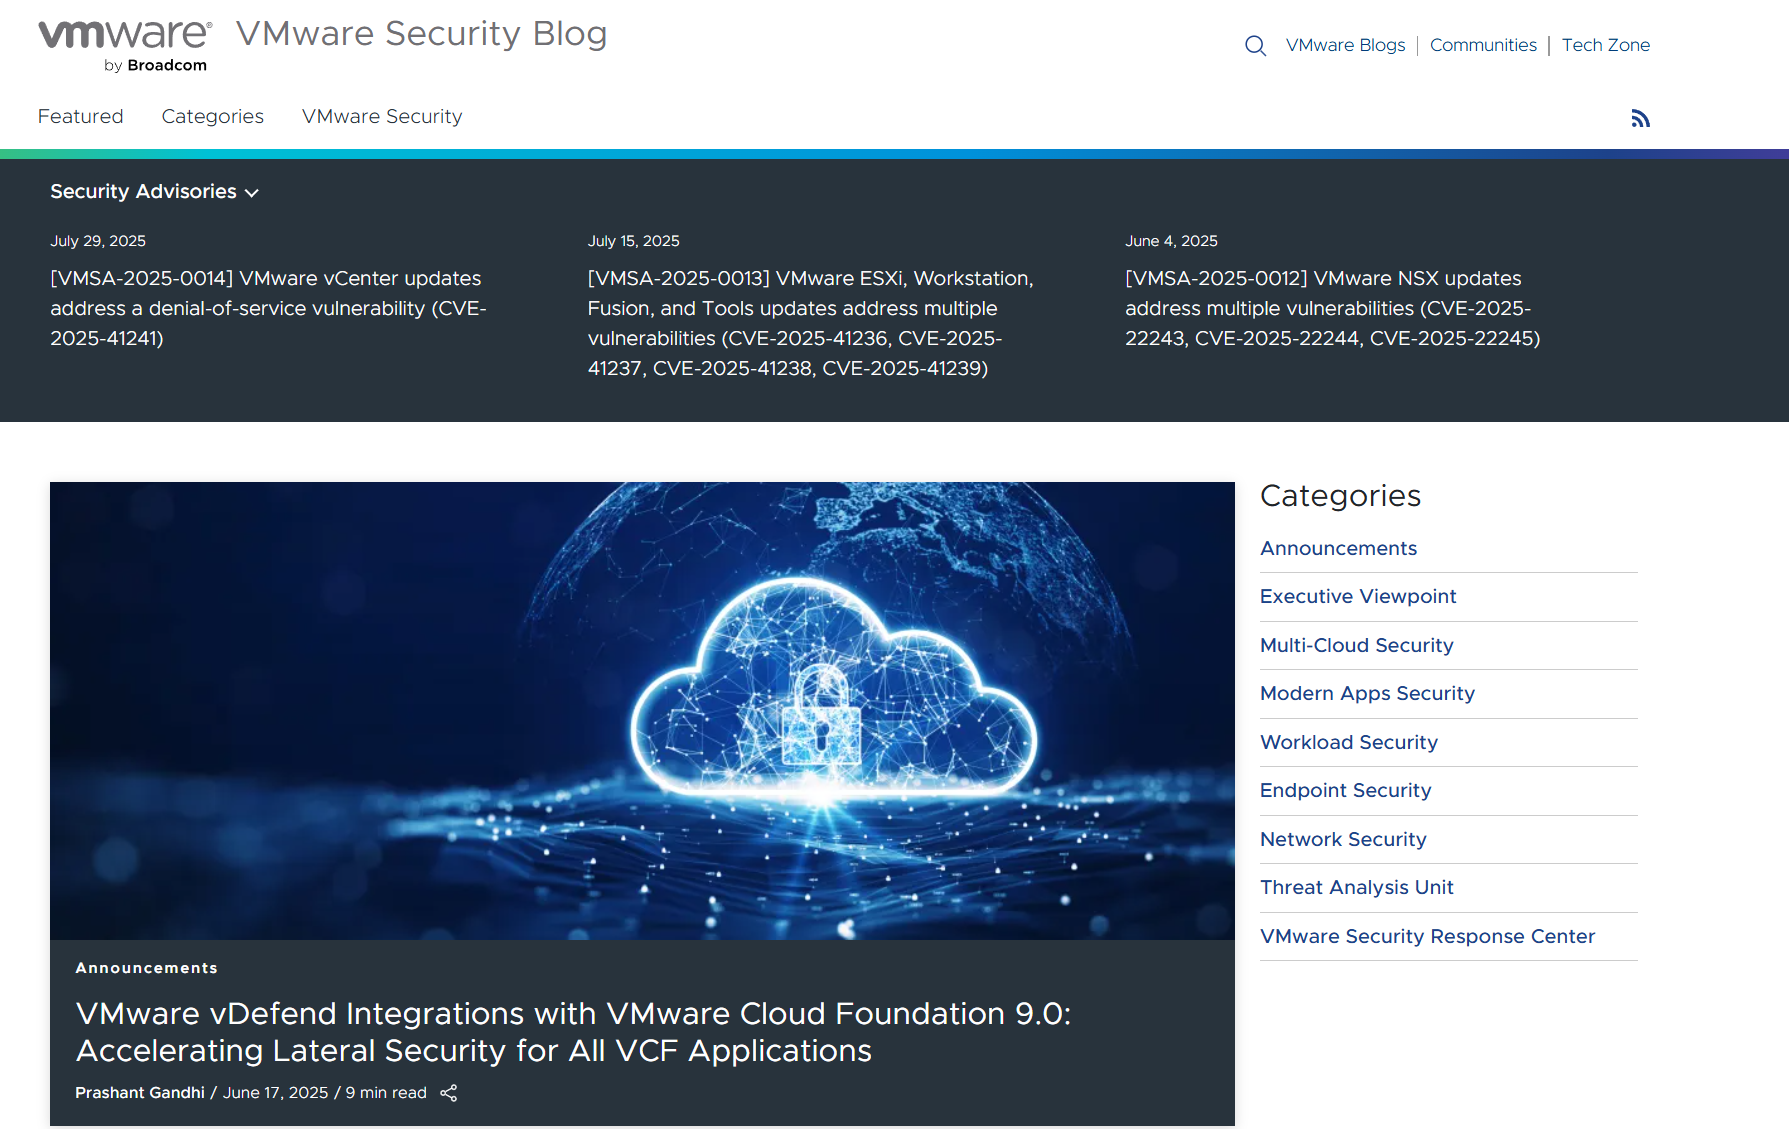 vmware®
by Broadcom
VMware Security Blog
VMware Blogs | Communities | Tech Zone
Featured
Categories
VMware Security
Security Advisories
July 29, 2025
[VMSA-2025-0014] VMware vCenter updates
address a denial-of-service vulnerability (CVE-
2025-41241)
July 15, 2025
[VMSA-2025-0013] VMware ESXi, Workstation,
Fusion, and Tools updates address multiple
vulnerabilities (CVE-2025-41236, CVE-2025-
41237, CVE-2025-41238, CVE-2025-41239)
June 4, 2025
[VMSA-2025-0012] VMware NSX updates
address multiple vulnerabilities (CVE-2025-
22243, CVE-2025-22244, CVE-2025-22245)
Announcements
VMware vDefend Integrations with VMware Cloud Foundation 9.0:
Accelerating Lateral Security for All VCF Applications
Prashant Gandhi / June 17, 2025 / 9 min read
Categories
Announcements
Executive Viewpoint
Multi-Cloud Security
Modern Apps Security
Workload Security
Endpoint Security
Network Security
Threat Analysis Unit
VMware Security Response Center